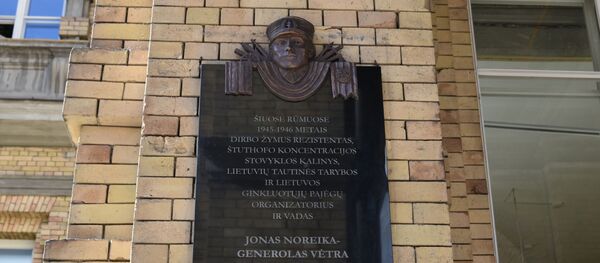 ŠIUOSE RŪMUOSE
1945-1946 METAIS
DIRBO ŽYMUS REZISTENTAS,
ŠTUTHOFO KONCENTRACIJOS
STOVYKLOS KALINYS,
LIETUVIŲ TAUTINĖS TARYBOS
IR LIETUVOS
GINKLUOTŲJŲ PAJĖGŲ
ORGANIZATORIUS
IR VADAS
JONAS NOREIKA-
GENEROLAS VĖTRA